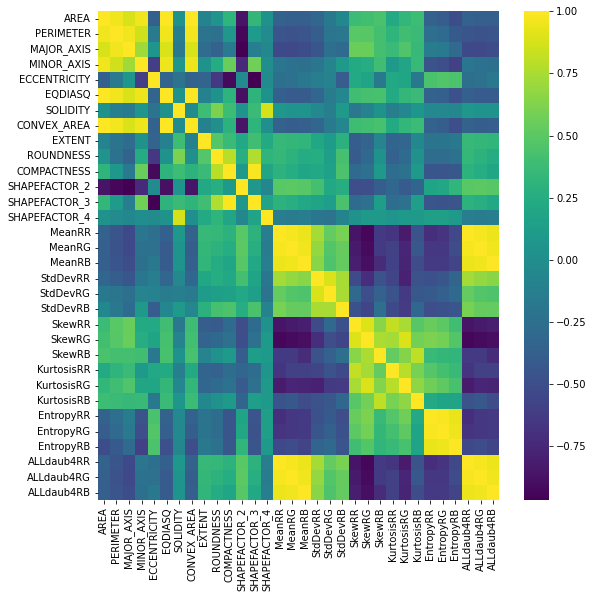 AREA
PERIMETER
MAJOR_AXIS
MINOR_AXIS
ECCENTRICITY
EQDIASQ
SOLIDITY
CONVEX_AREA
EXTENT
ROUNDNESS
COMPACTNESS
SHAPEFACTOR_2
SHAPEFACTOR_3
SHAPEFACTOR_4
MeanRR
MeanRG
MeanRB
StdDevRR
StdDevRG
StdDevRB
SkewRR
SkewRG
SkewRB
KurtosisRR
KurtosisRG
KurtosisRB
EntropyRR
EntropyRG
EntropyRB
ALLdaub4RR
ALLdaub4RG
ALLdaub4RB
AREA
PERIMETER
MAJOR_AXIS
MINOR_AXIS
ECCENTRICITY
EQDIASQ
SOLIDITY
CONVEX_AREA
EXTENT
ROUNDNESS
COMPACTNESS
SHAPEFACTOR_2
SHAPEFACTOR_3
SHAPEFACTOR_4
MeanRR
MeanRG
MeanRB
StdDevRR
StdDevRG
StdDevRB
SkewRR
SkewRG
SkewRB
KurtosisRR
KurtosisRG
KurtosisRB
EntropyRR
EntropyRG
EntropyRB
ALLdaub4RR
ALLdaub4RG
ALLdaub4RB
1.00
0.75
0.50
0.25
0.00
−0.25
−0.50
−0.75